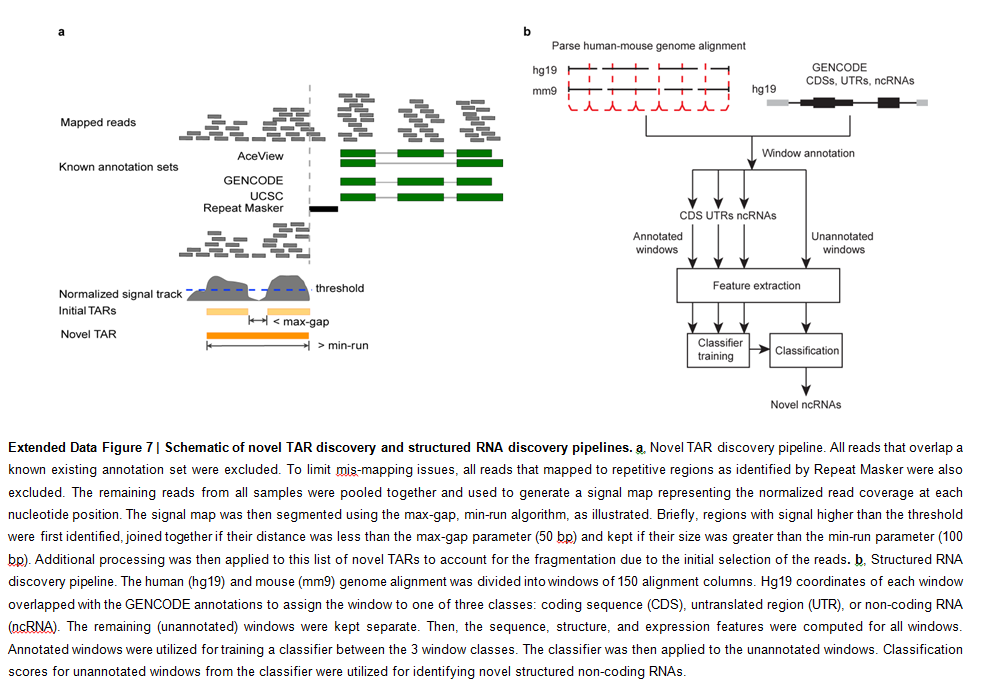 a
Mapped reads
AceView
Known annotation sets
GENCODE
UCSC
Repeat Masker
threshold
Normalized signal track
Initial TARs
< max-gap
Novel TAR
> min-run
b
Parse human-mouse genome alignment
hg19
mm9
GENCODE
CDSs, UTRs, ncRNAs
hg19
Window annotation
CDS UTRs ncRNAs
Annotated
windows
Unannotated
windows
Feature extraction
Classifier
training
Classification
Novel ncRNAs
Extended Data Figure 7 | Schematic of novel TAR discovery and structured RNA discovery pipelines. a, Novel TAR discovery pipeline. All reads that overlap a
known existing annotation set were excluded. To limit mis-mapping issues, all reads that mapped to repetitive regions as identified by Repeat Masker were also
excluded. The remaining reads from all samples were pooled together and used to generate a signal map representing the normalized read coverage at each
nucleotide position. The signal map was then segmented using the max-gap, min-run algorithm, as illustrated. Briefly, regions with signal higher than the threshold
were first identified, joined together if their distance was less than the max-gap parameter (50 bp) and kept if their size was greater than the min-run parameter (100
bp). Additional processing was then applied to this list of novel TARs to account for the fragmentation due to the initial selection of the reads. b, Structured RNA
discovery pipeline. The human (hg19) and mouse (mm9) genome alignment was divided into windows of 150 alignment columns. Hg19 coordinates of each window
overlapped with the GENCODE annotations to assign the window to one of three classes: coding sequence (CDS), untranslated region (UTR), or non-coding RNA
(ncRNA). The remaining (unannotated) windows were kept separate. Then, the sequence, structure, and expression features were computed for all windows.
Annotated windows were utilized for training a classifier between the 3 window classes. The classifier was then applied to the unannotated windows. Classification
scores for unannotated windows from the classifier were utilized for identifying novel structured non-coding RNAs.